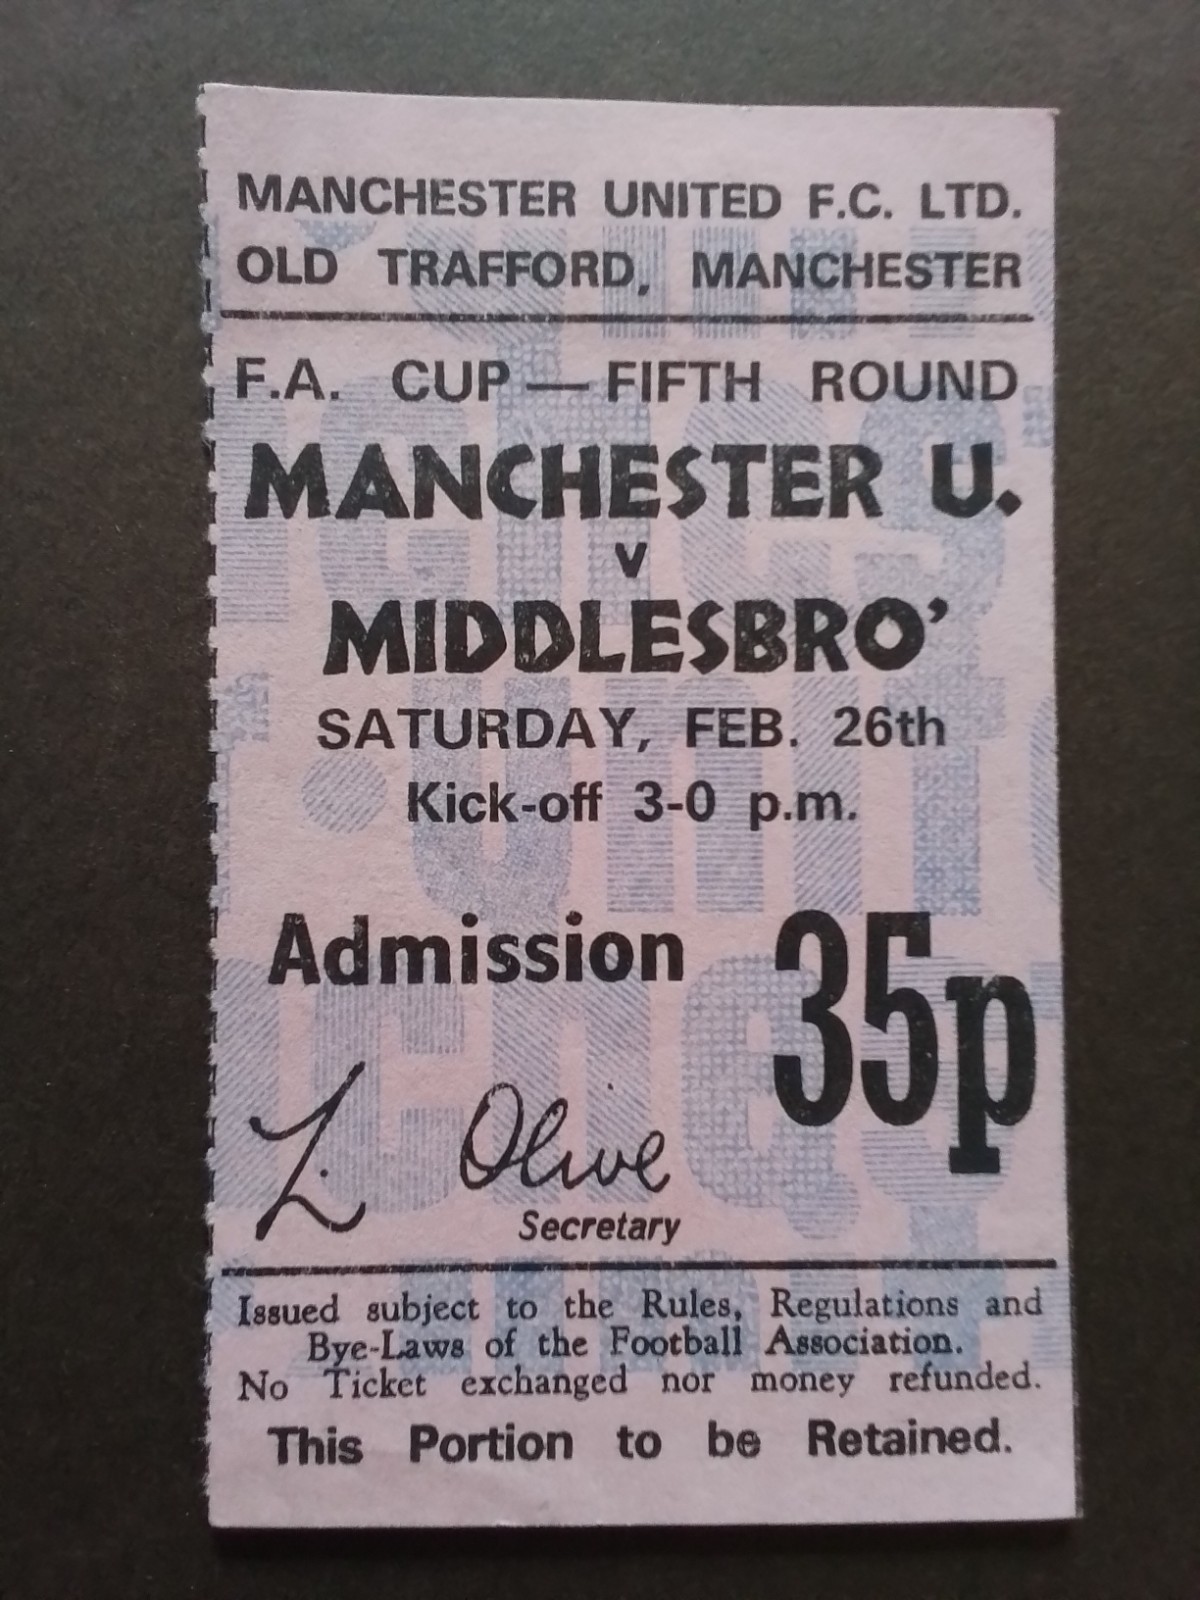 MANCHESTER UNITED F.C. LTD.
OLD TRAFFORD, MANCHESTER
F.A. CUP — FIFTH ROUND
MANCHESTER U.
v
MIDDLESBRO'
SATURDAY, FEB. 26th
Kick-off 3-0 p.m.
Admission 35p
L. Olive
Secretary
Issued subject to the Rules, Regulations and
Bye-Laws of the Football Association.
No Ticket exchanged nor money refunded.
This Portion to be Retained.